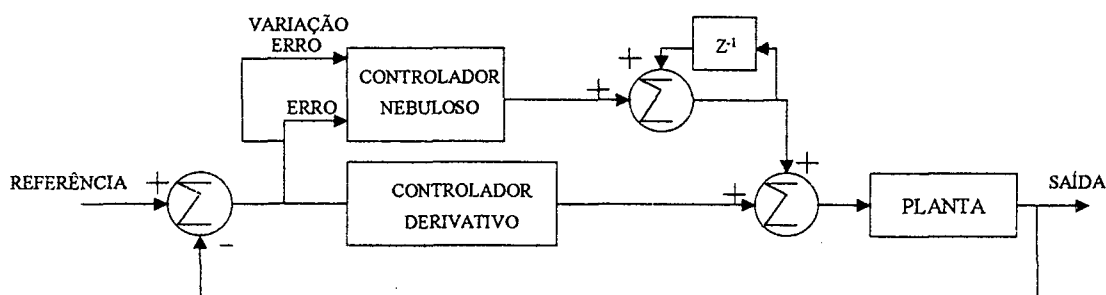 VARIAÇÃO
ERRO
Z-1
+
+
CONTROLADOR
NEBULOSO
ERRO
+
REFERÊNCIA
+
-
CONTROLADOR
DERIVATIVO
+
PLANTA
SAÍDA